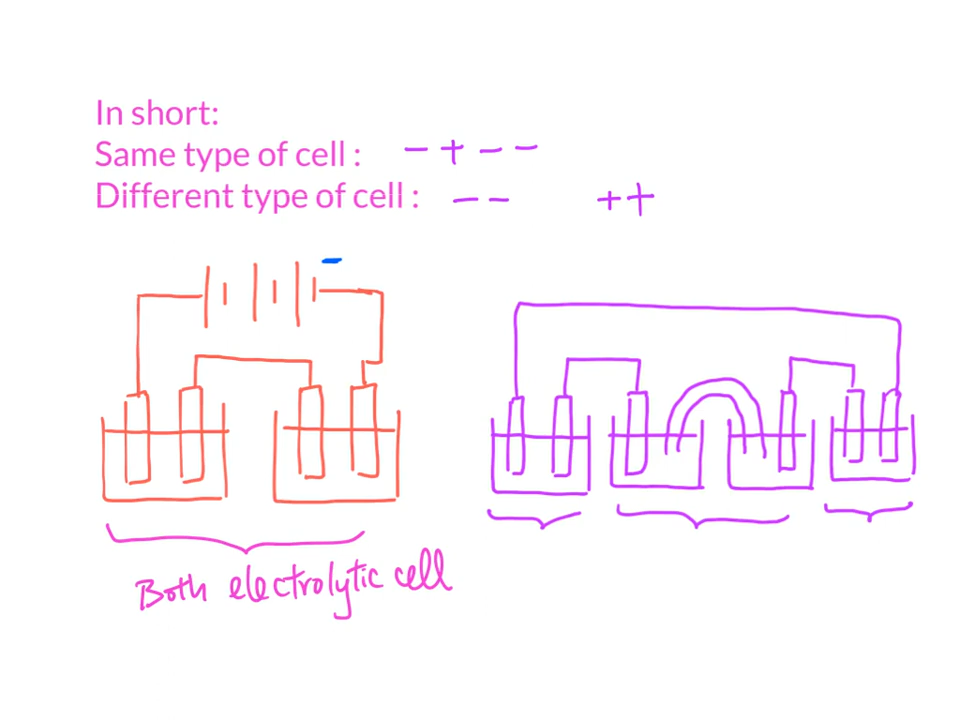 In short:
Same type of cell : - + - -
Different type of cell : - - + +
-
Both electrolytic cell